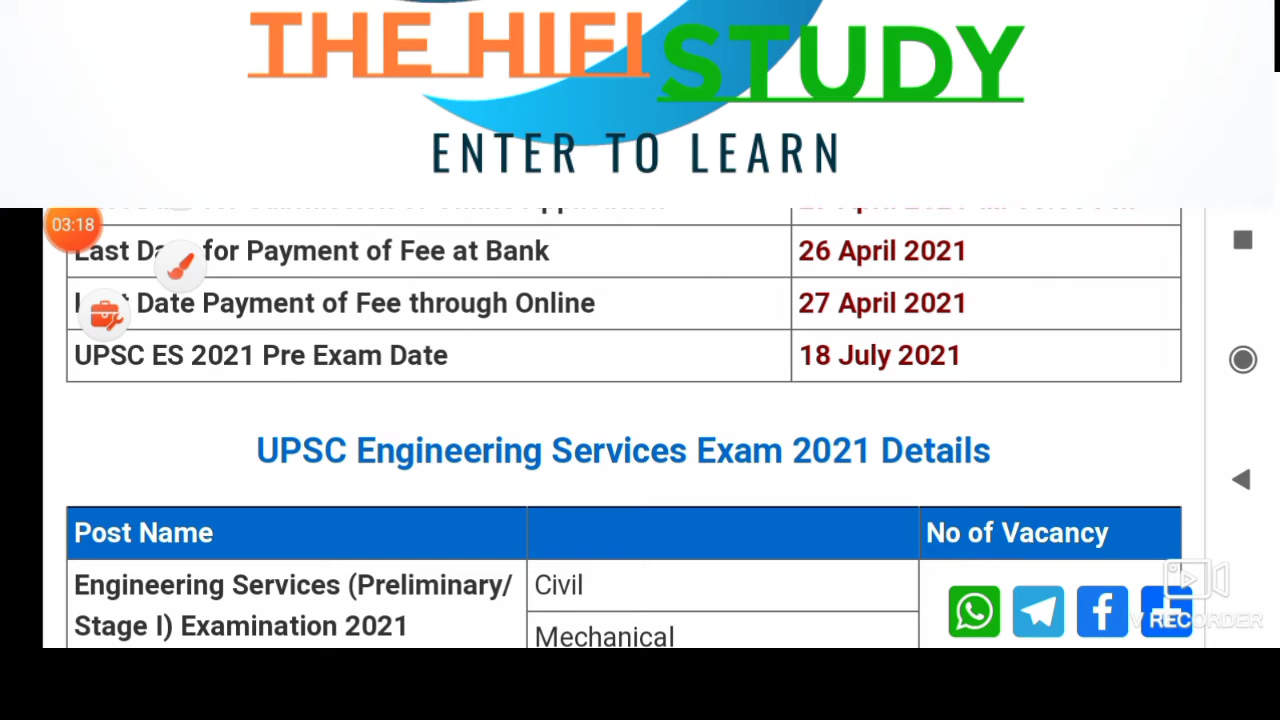 THE HIFI STUDY
ENTER TO LEARN
03:18
Last for Payment of Fee at Bank 26 April 2021
Date Payment of Fee through Online 27 April 2021
UPSC ES 2021 Pre Exam Date 18 July 2021
UPSC Engineering Services Exam 2021 Details
Post Name No of Vacancy
Engineering Services (Preliminary/ Civil
Stage I) Examination 2021
Mechanical
V RECORDER